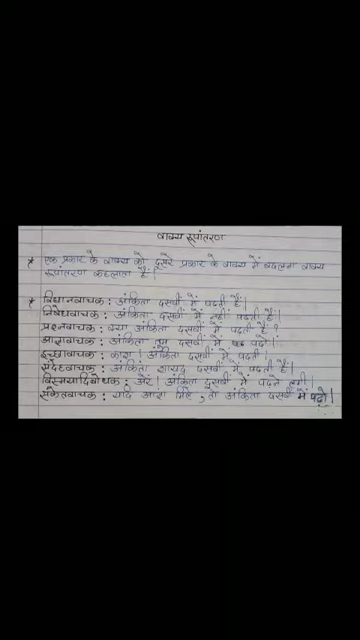 वाक्य रूपांतरण
* एक प्रकार के वाक्य को दूसरे प्रकार के वाक्य में बदलना वाक्य
रूपांतरण कहलाता हैं।
* विधानवाचक : अंकिता दसवीं में पढ़ती हैं।
निषेधवाचक : अंकिता दसवीं में नहीं पढ़ती हैं।
प्रश्नवाचक : क्या अंकिता दसवीं में पढ़ती हैं ?
आज्ञावाचक : अंकिता तुम दसवीं में पढ़ो।
इच्छावाचक : काश ! अंकिता दसवीं में पढ़ती।
संदेहवाचक : अंकिता शायद दसवीं में पढ़ती हैं।
विस्मयादिबोधक : अरे ! अंकिता दसवीं में पढ़ने लगी।
संकेतवाचक : यदि आज्ञा मिले , तो अंकिता दसवीं में पढ़ो।